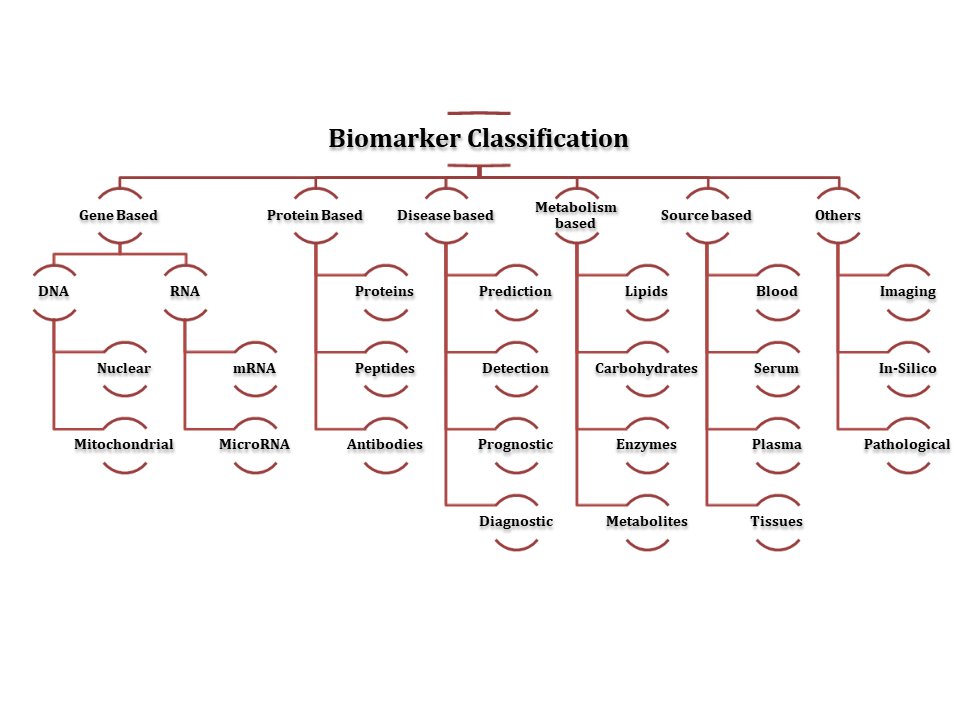 Biomarker Classification
Gene Based
Protein Based
Disease based
Metabolism
based
Source based
Others
DNA
RNA
Proteins
Prediction
Lipids
Blood
Imaging
Nuclear
mRNA
Peptides
Detection
Carbohydrates
Serum
In-Silico
Mitochondrial
MicroRNA
Antibodies
Prognostic
Enzymes
Plasma
Pathological
Diagnostic
Metabolites
Tissues